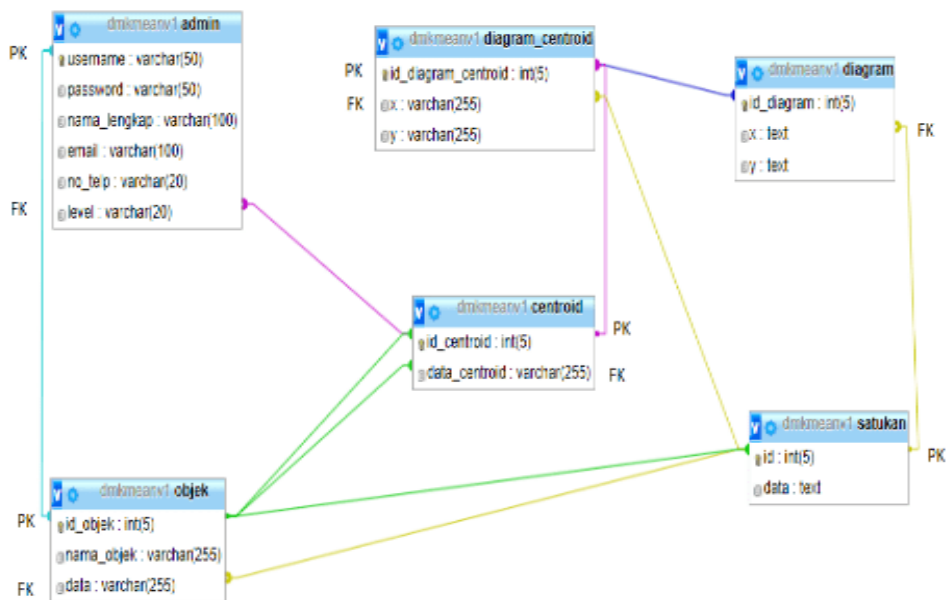 dmkmeanv1 admin
PK
username : varchar(50)
password : varchar(50)
nama_lengkap : varchar(100)
email : varchar(100)
no_telp : varchar(20)
FK
level : varchar(20)
dmkmeanv1 diagram_centroid
PK
id_diagram_centroid : int(5)
FK
x : varchar(255)
y : varchar(255)
dmkmeanv1 diagram
id_diagram : int(5)
FK
x : text
y : text
dmkmeanv1 centroid
id_centroid : int(5)
PK
data_centroid : varchar(255)
FK
dmkmeanv1 satukan
id : int(5)
PK
data : text
dmkmeanv1 objek
PK
id_objek : int(5)
nama_objek : varchar(255)
FK
data : varchar(255)